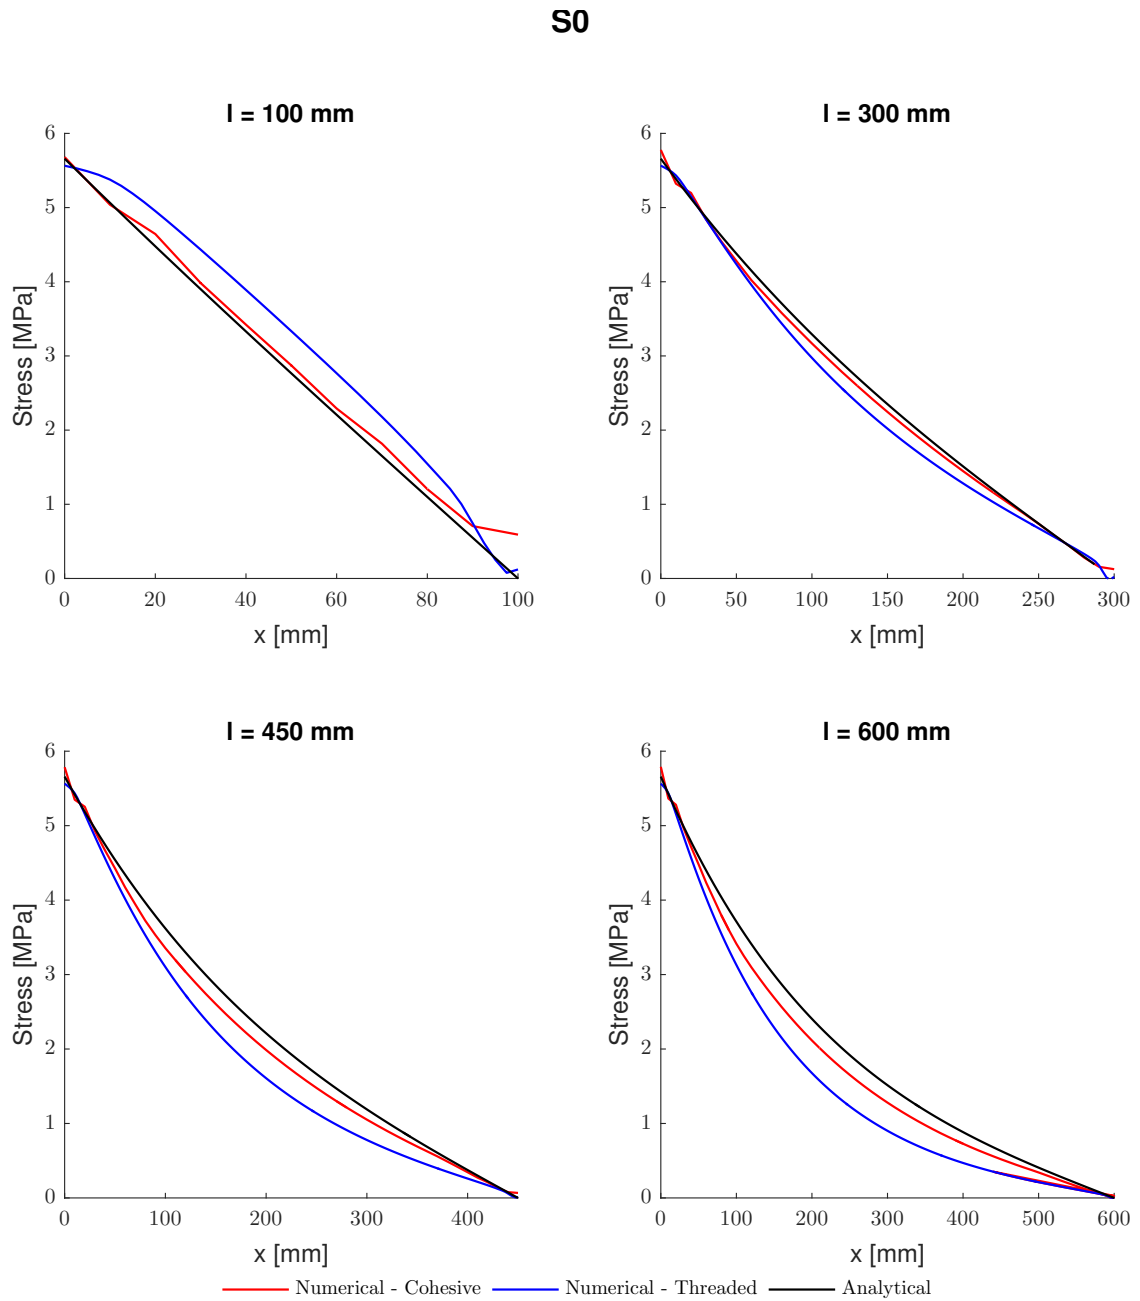 S0
l = 100 mm
6
5
4
3
2
1
0
Stress [MPa]
0 20 40 60 80 100
x [mm]
l = 300 mm
6
5
4
3
2
1
0
Stress [MPa]
0 50 100 150 200 250 300
x [mm]
l = 450 mm
6
5
4
3
2
1
0
Stress [MPa]
0 100 200 300 400
x [mm]
l = 600 mm
6
5
4
3
2
1
0
Stress [MPa]
0 100 200 300 400 500 600
x [mm]
Numerical - Cohesive Numerical - Threaded Analytical